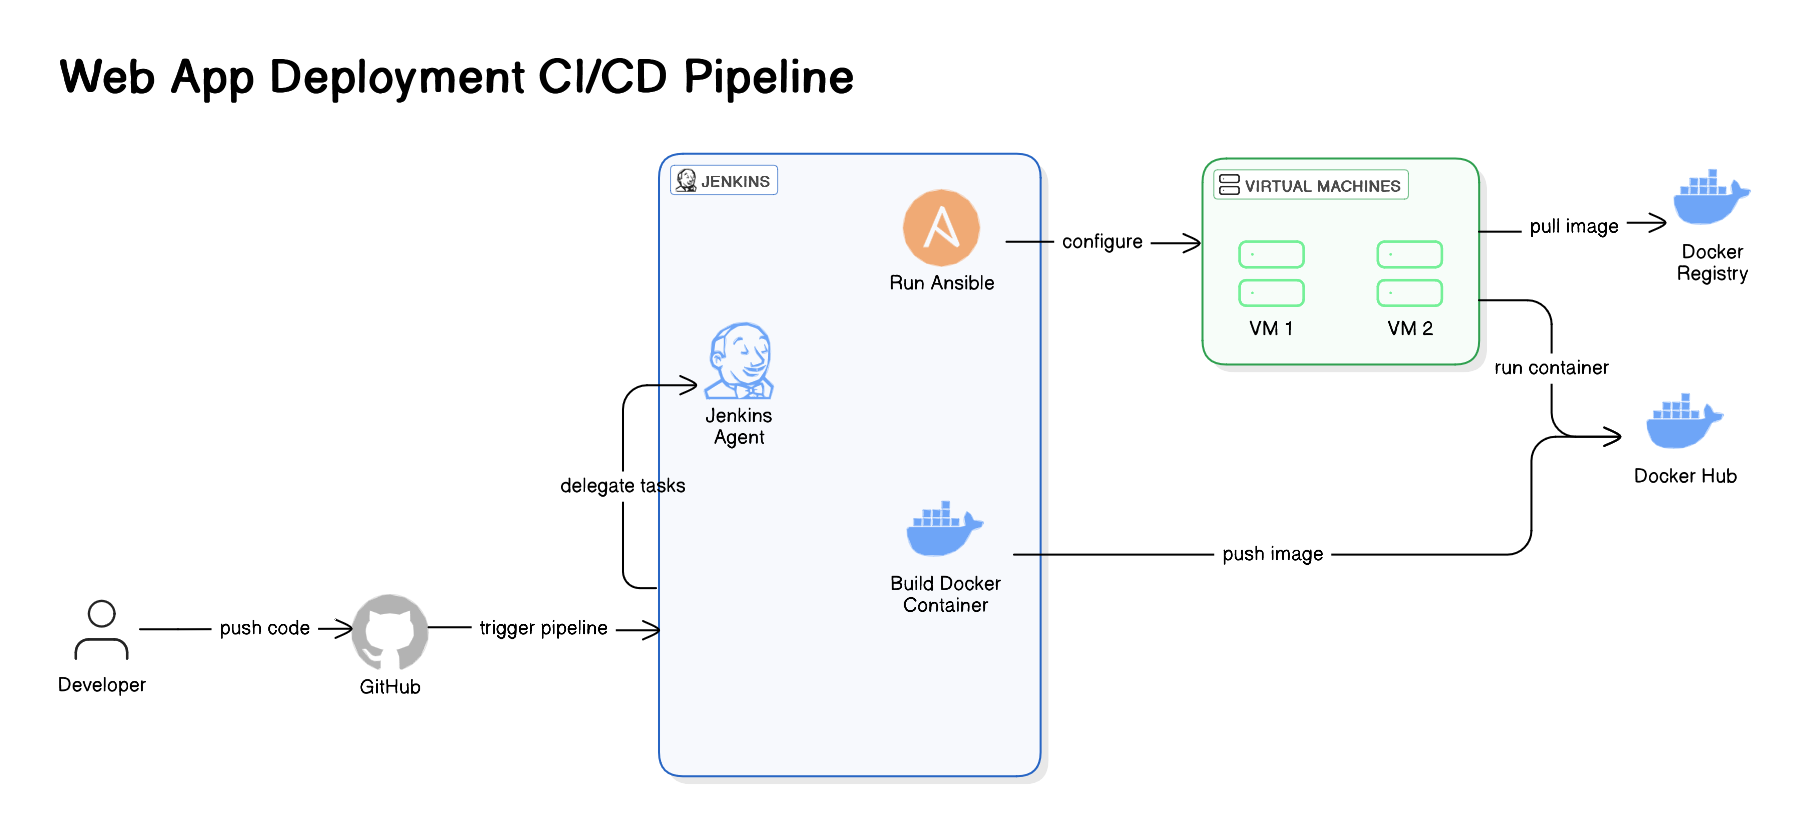 Web App Deployment CI/CD Pipeline
JENKINS
Run Ansible
configure
VIRTUAL MACHINES
VM 1
VM 2
pull image
Docker
Registry
run container
Docker Hub
Jenkins
Agent
delegate tasks
Build Docker
Container
push image
Developer
push code
GitHub
trigger pipeline